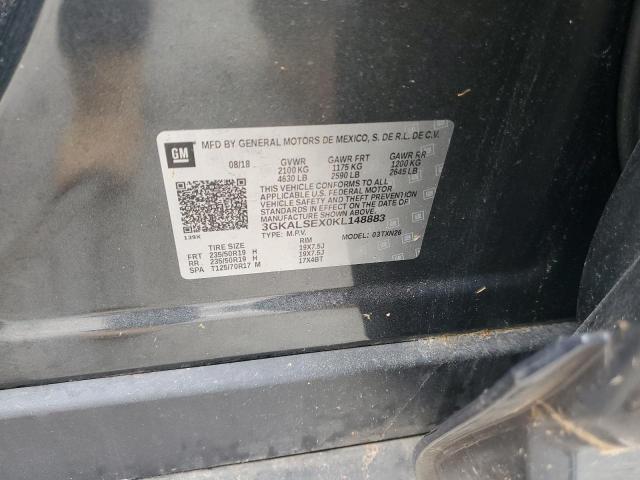 MFD BY GENERAL MOTORS DE MEXICO, S. DE R.L. DE C.V.
GM
08/18 GVWR GAWR FRT GAWR RR
2100 KG 1175 KG 1200 KG
4630 LB 2590 LB 2645 LB
THIS VEHICLE CONFORMS TO ALL
APPLICABLE U.S. FEDERAL MOTOR
VEHICLE SAFETY AND THEFT PREVENTION
STANDARDS IN EFFECT ON THE DATE OF
MANUFACTURE SHOWN ABOVE.
3GKALSEX0KL148883
139X
TYPE: M.P.V. MODEL: 03TXN26
TIRE SIZE RIM
FRT 235/50R19 H 19X7.5J
RR 235/50R19 H 19X7.5J
SPA T125/70R17 M 17X4BT